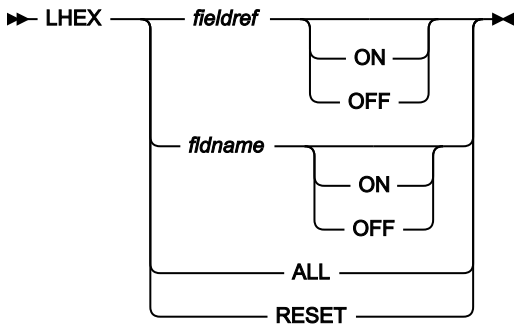 LHEX fieldref
ON
OFF
fldname
ON
OFF
ALL
RESET